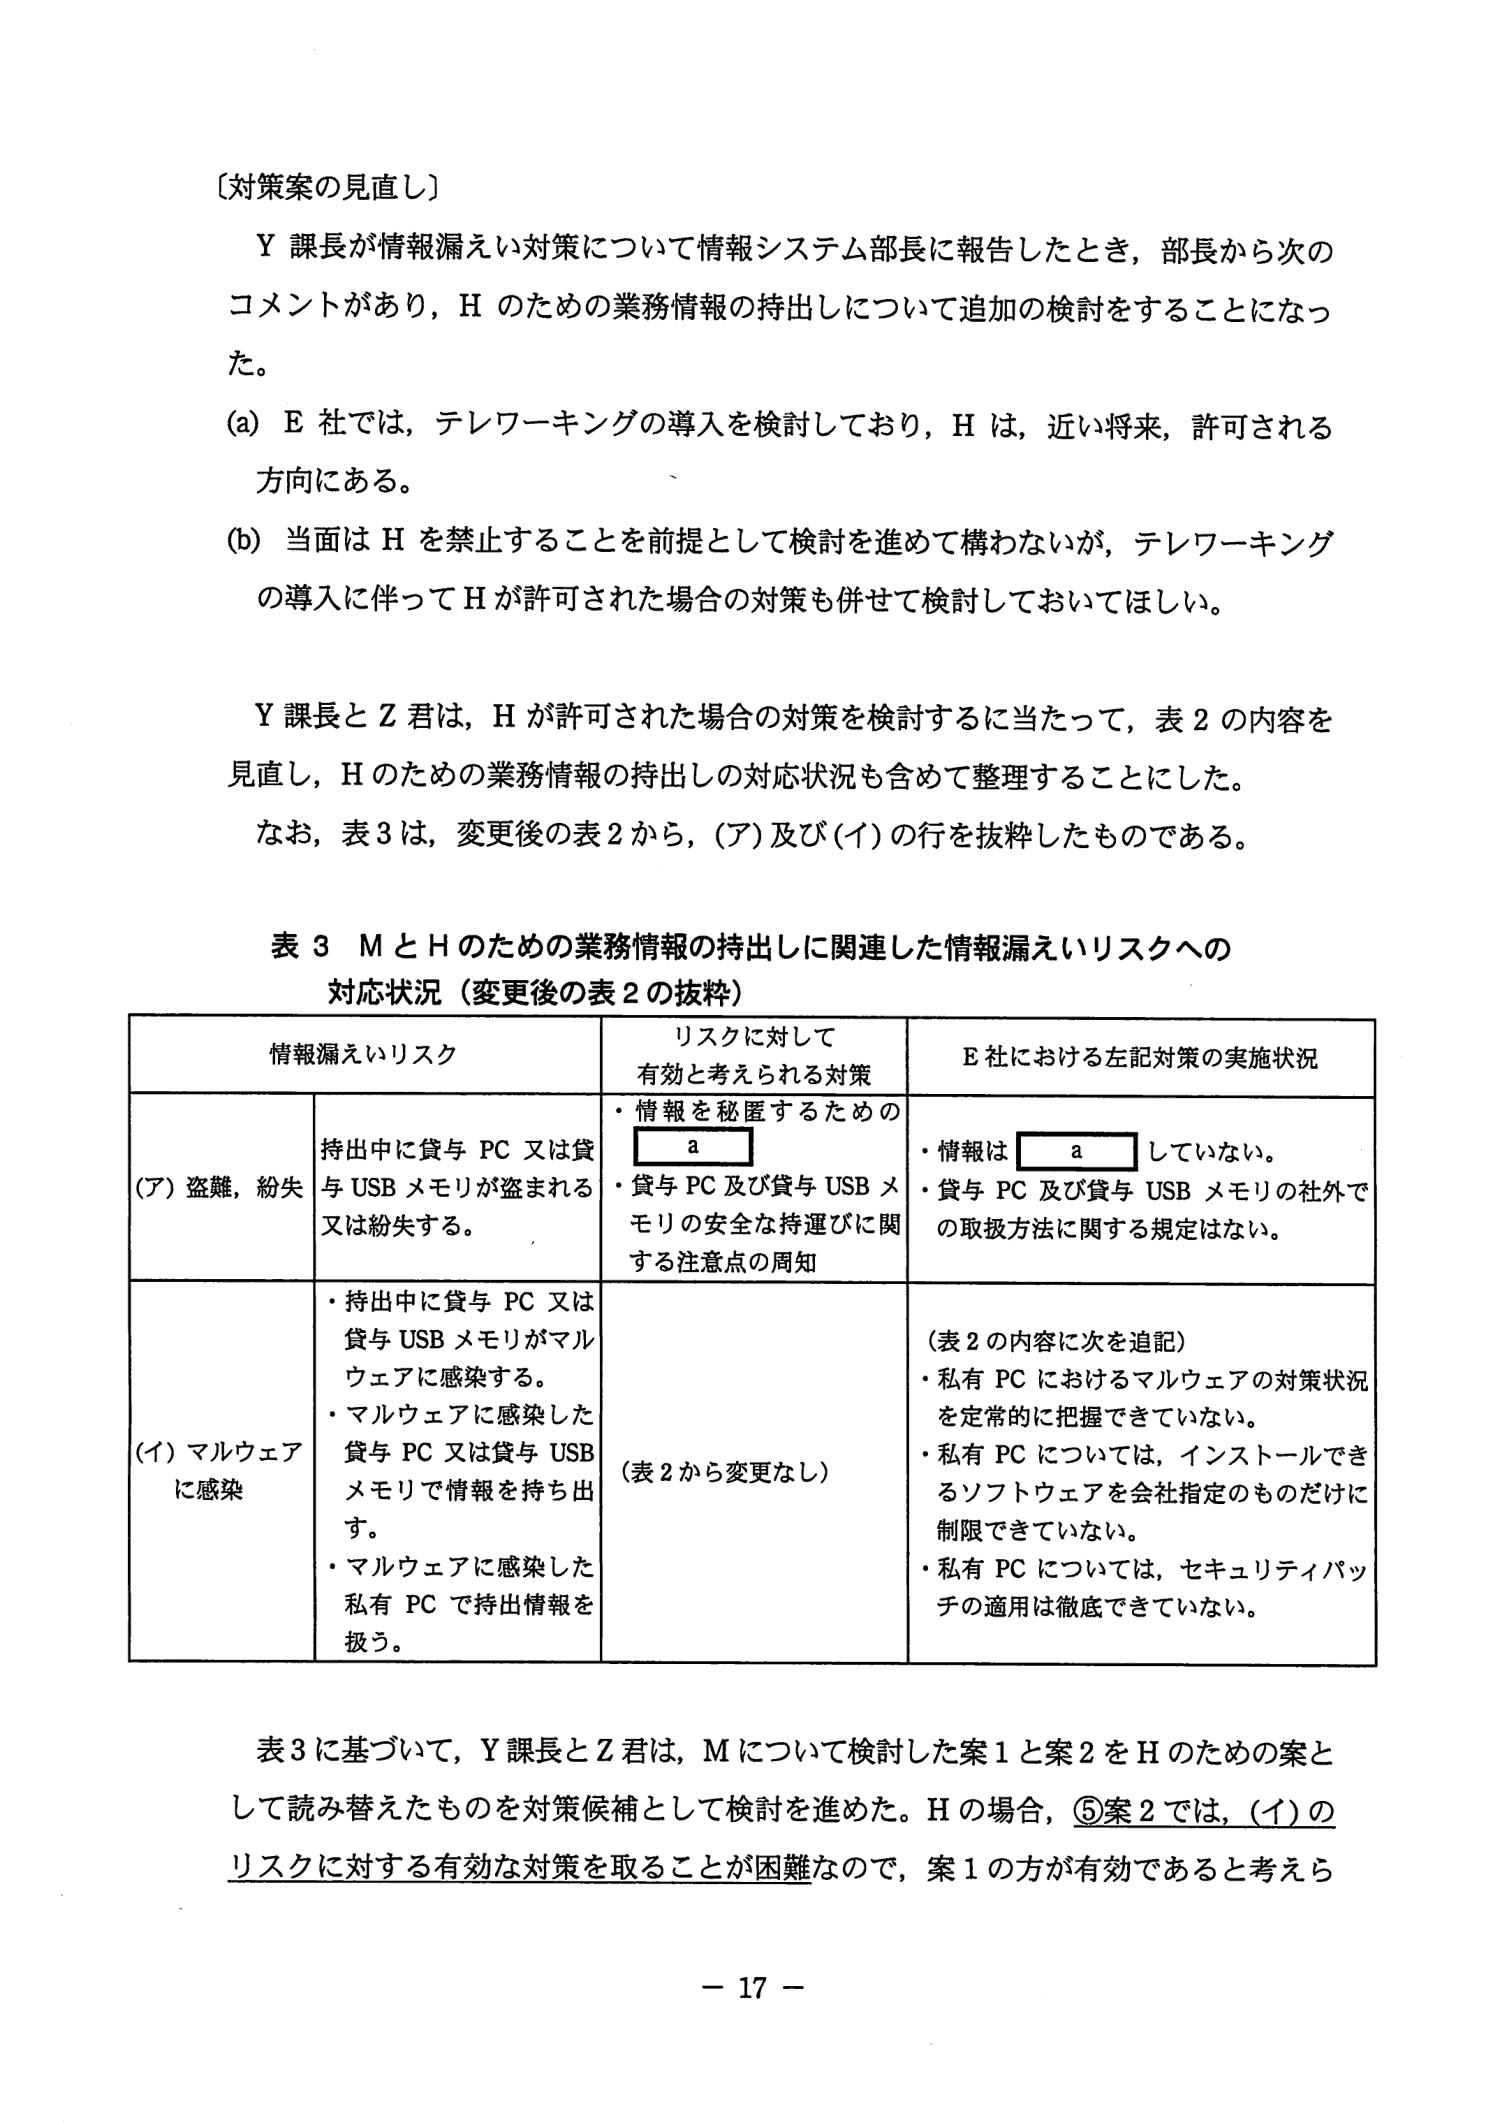 〔対策案の見直し〕
Y 課長が情報漏えい対策について情報システム部長に報告したとき，部長から次の
コメントがあり，H のための業務情報の持出しについて追加の検討をすることになっ
た。
(a) E 社では，テレワーキングの導入を検討しており，H は，近い将来，許可される
方向にある。
(b) 当面は H を禁止することを前提として検討を進めて構わないが，テレワーキング
の導入に伴って H が許可された場合の対策も併せて検討しておいてほしい。
Y 課長と Z 君は，H が許可された場合の対策を検討するに当たって，表 2 の内容を
見直し，H のための業務情報の持出しの対応状況も含めて整理することにした。
なお，表 3 は，変更後の表 2 から，(ア) 及び (イ) の行を抜粋したものである。
表 3 M と H のための業務情報の持出しに関連した情報漏えいリスクへの
対応状況（変更後の表 2 の抜粋）
情報漏えいリスク
リスクに対して
有効と考えられる対策
E 社における左記対策の実施状況
(ア) 盗難，紛失
持出中に貸与 PC 又は貸
与 USB メモリが盗まれる
又は紛失する。
・情報を秘匿するための
a
・貸与 PC 及び貸与 USB メ
モリの安全な持運びに関
する注意点の周知
・情報は a していない。
・貸与 PC 及び貸与 USB メモリの社外で
の取扱方法に関する規定はない。
(イ) マルウェア
に感染
・持出中に貸与 PC 又は
貸与 USB メモリがマル
ウェアに感染する。
・マルウェアに感染した
貸与 PC 又は貸与 USB
メモリで情報を持ち出
す。
・マルウェアに感染した
私有 PC で持出情報を
扱う。
（表 2 から変更なし）
（表 2 の内容に次を追記）
・私有 PC におけるマルウェアの対策状況
を定常的に把握できていない。
・私有 PC については，インストールでき
るソフトウェアを会社指定のものだけに
制限できていない。
・私有 PC については，セキュリティパッ
チの適用は徹底できていない。
表 3 に基づいて，Y 課長と Z 君は，M について検討した案 1 と案 2 を H のための案と
して読み替えたものを対策候補として検討を進めた。H の場合，⑤案 2 では，(イ) の
リスクに対する有効な対策を取ることが困難なので，案 1 の方が有効であると考えら
－ 17 －